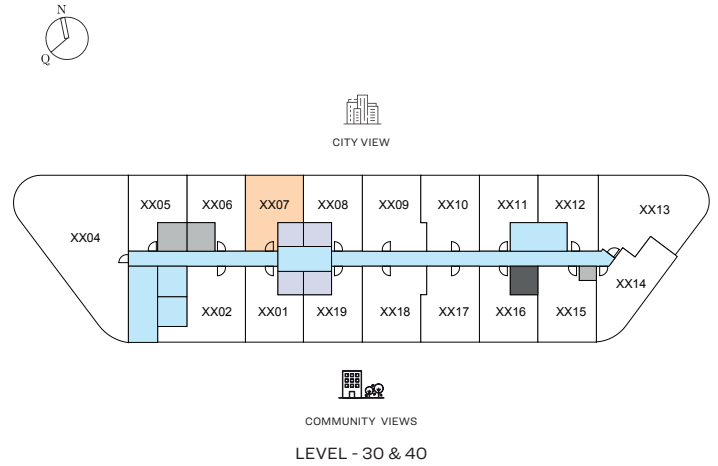 N
Q
CITY VIEW
XX05 XX06 XX07 XX08 XX09 XX10 XX11 XX12
XX13
XX04
XX14
XX02 XX01 XX19 XX18 XX17 XX16 XX15
COMMUNITY VIEWS
LEVEL - 30 & 40